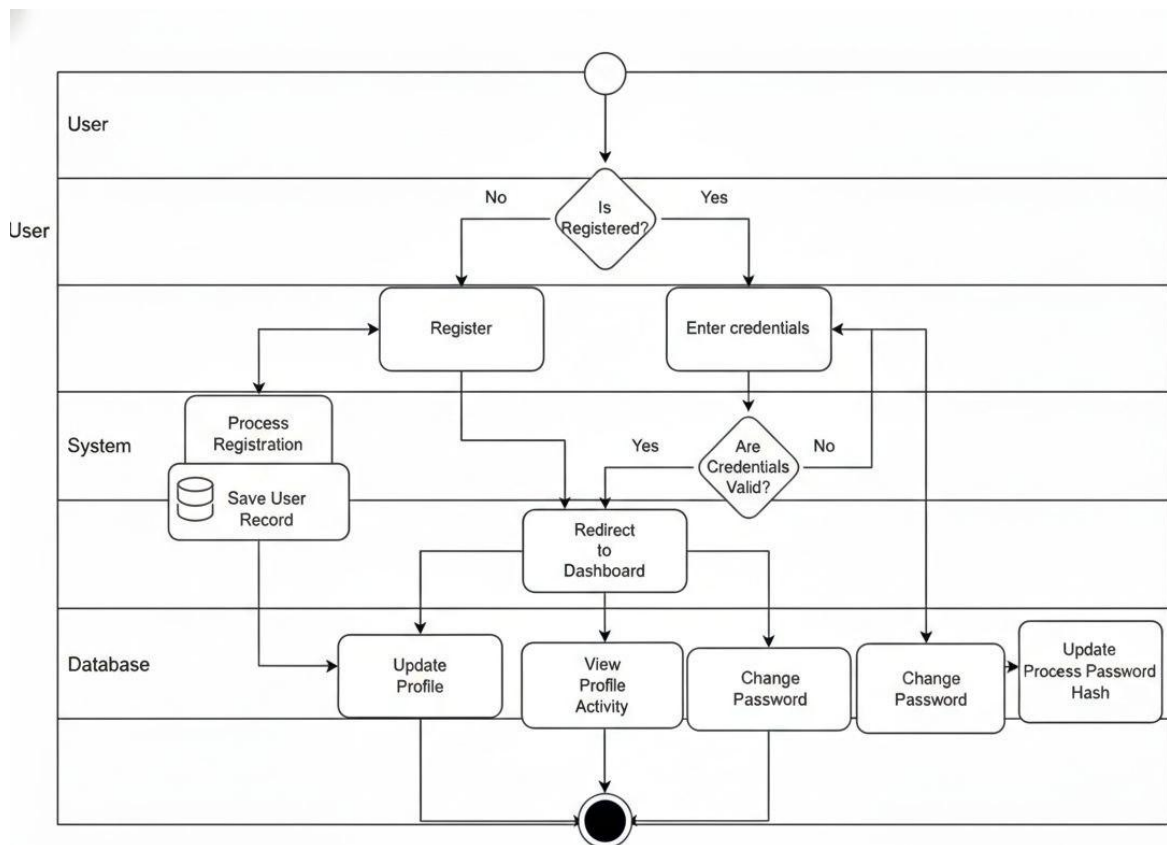 User
No
Yes
Is
Registered?
User
Register
Enter credentials
Process
Registration
System
Yes
Are
Credentials
Valid?
No
Save User
Record
Redirect
to
Dashboard
Database
Update
Profile
View
Profile
Activity
Change
Password
Change
Password
Update
Process Password
Hash